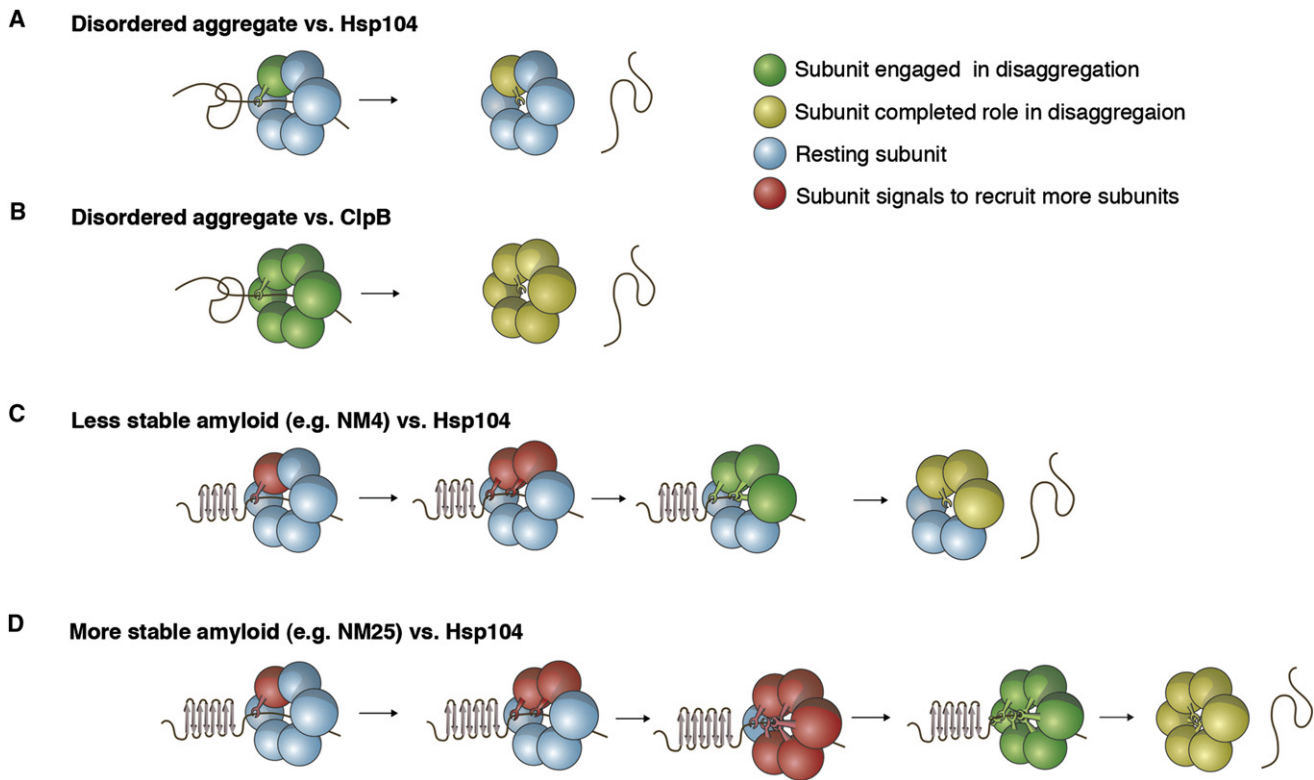 A Disordered aggregate vs. Hsp104
Subunit engaged in disaggregation
Subunit completed role in disaggregaion
Resting subunit
Subunit signals to recruit more subunits
B Disordered aggregate vs. ClpB
C Less stable amyloid (e.g. NM4) vs. Hsp104
D More stable amyloid (e.g. NM25) vs. Hsp104